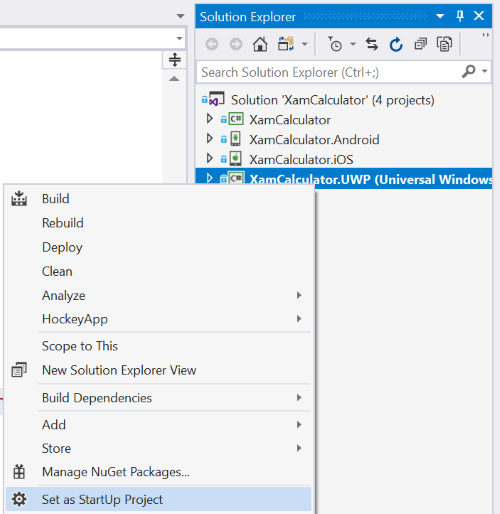 Solution Explorer
Search Solution Explorer (Ctrl+;)
Solution 'XamCalculator' (4 projects)
C# XamCalculator
XamCalculator.Android
XamCalculator.iOS
C# XamCalculator.UWP (Universal Windows
Build
Rebuild
Deploy
Clean
Analyze
HockeyApp
Scope to This
New Solution Explorer View
Build Dependencies
Add
Store
Manage NuGet Packages...
Set as StartUp Project